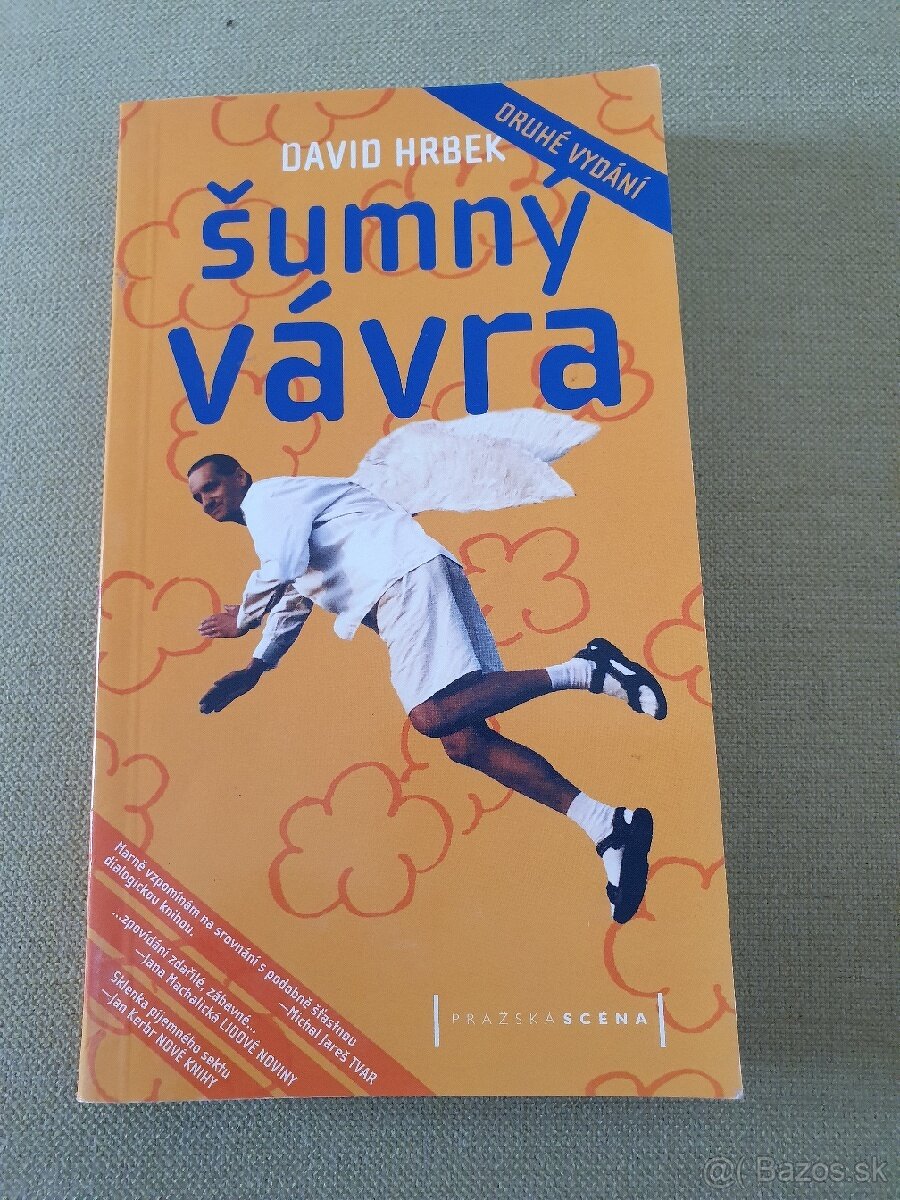 DRUHÉ VYDÁNÍ
DAVID HRBEK
šumný
vávra
Marně vzpomínám na srovnání s podobně šťastnou
dialogickou knihou.
—Michal Jareš TVAR
...zpovídání zdařilé, zábavné...
—Jana Machalická LIDOVÉ NOVINY
Sklenka příjemného sektu
—Jan Kerbr NOVÉ KNIHY
PRAŽSKÁ SCÉNA
@( Bazos.sk